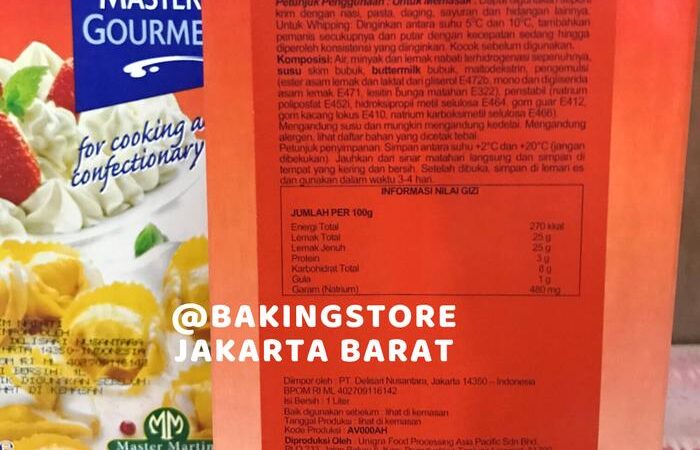 MASTER
GOURME
for cooking a
confectionary
Petunjuk Penggunaan : Untuk Memasak :
krim dengan nasi, pasta, daging, sayuran dan hidangan lainnya.
Untuk Whipping: Dinginkan antara suhu 5°C dan 10°C, tambahkan
pemanis secukupnya dan putar dengan kecepatan sedang hingga
diperoleh konsistensi yang diinginkan. Kocok sebelum digunakan.
Komposisi: Air, minyak dan lemak nabati terhidrogenasi sepenuhnya,
susu skim bubuk, buttermilk bubuk, maltodekstrin, pengemulsi
(ester asam lemak dan laktat dari gliserol E472b, mono dan digliserida
asam lemak E471, lesitin bunga matahari E322), penstabil (natrium
poliposfat E452i, hidroksipropil metil selulosa E464, gom guar E412,
gom kacang lokus E410, natrium karboksimetil selulosa E466).
Mengandung susu dan mungkin mengandung kedelai. Mengandung
alergen, lihat daftar bahan yang dicetak tebal.
Petunjuk penyimpanan: Simpan antara suhu +2°C dan +20°C (jangan
dibekukan). Jauhkan dari sinar matahari langsung dan simpan di
tempat yang kering dan bersih. Setelah dibuka, simpan di lemari es
dan gunakan dalam waktu 3-4 hari.
INFORMASI NILAI GIZI
JUMLAH PER 100g
Energi Total 270 kkal
Lemak Total 25 g
Lemak Jenuh 25 g
Protein 3 g
Karbohidrat Total 8 g
Gula 1 g
Garam (Natrium) 480 mg
@BAKINGSTORE
JAKARTA BARAT
Diimpor oleh : PT. Delisari Nusantara, Jakarta 14350 – Indonesia
BPOM RI ML 402709116142
Isi Bersih : 1 Liter
Baik digunakan sebelum : lihat di kemasan
Tanggal Produksi : lihat di kemasan
Kode Produksi : AV000AH
Diproduksi Oleh : Unigra Food Processing Asia Pacific Sdn Bhd.
MM
Master Martin